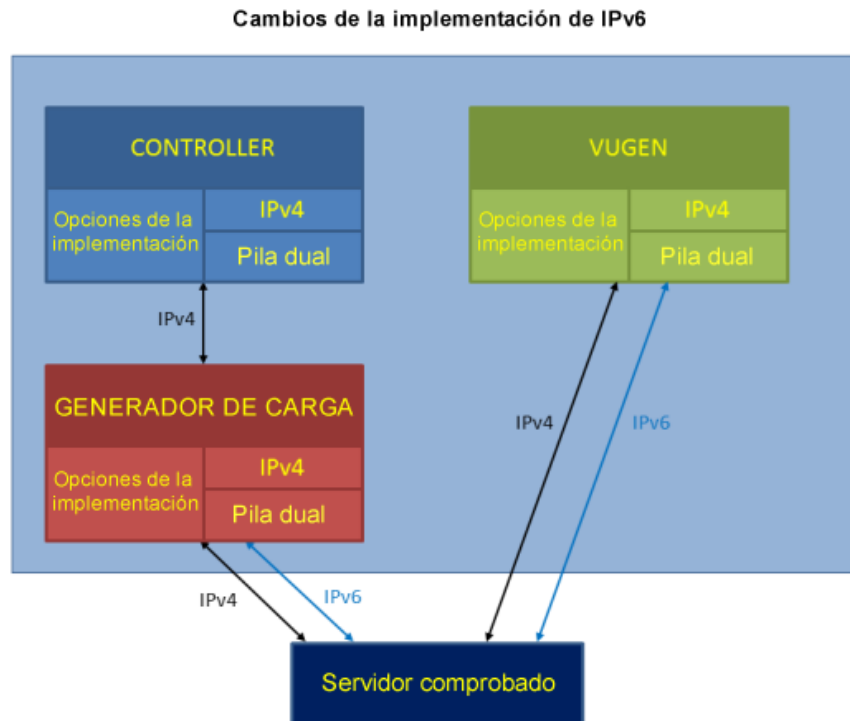 Cambios de la implementación de IPv6
CONTROLLER
Opciones de la
implementación
IPv4
Pila dual
VUGEN
Opciones de la
implementación
IPv4
Pila dual
IPv4
GENERADOR DE CARGA
Opciones de la
implementación
IPv4
Pila dual
IPv4
IPv6
IPv4
IPv6
Servidor comprobado